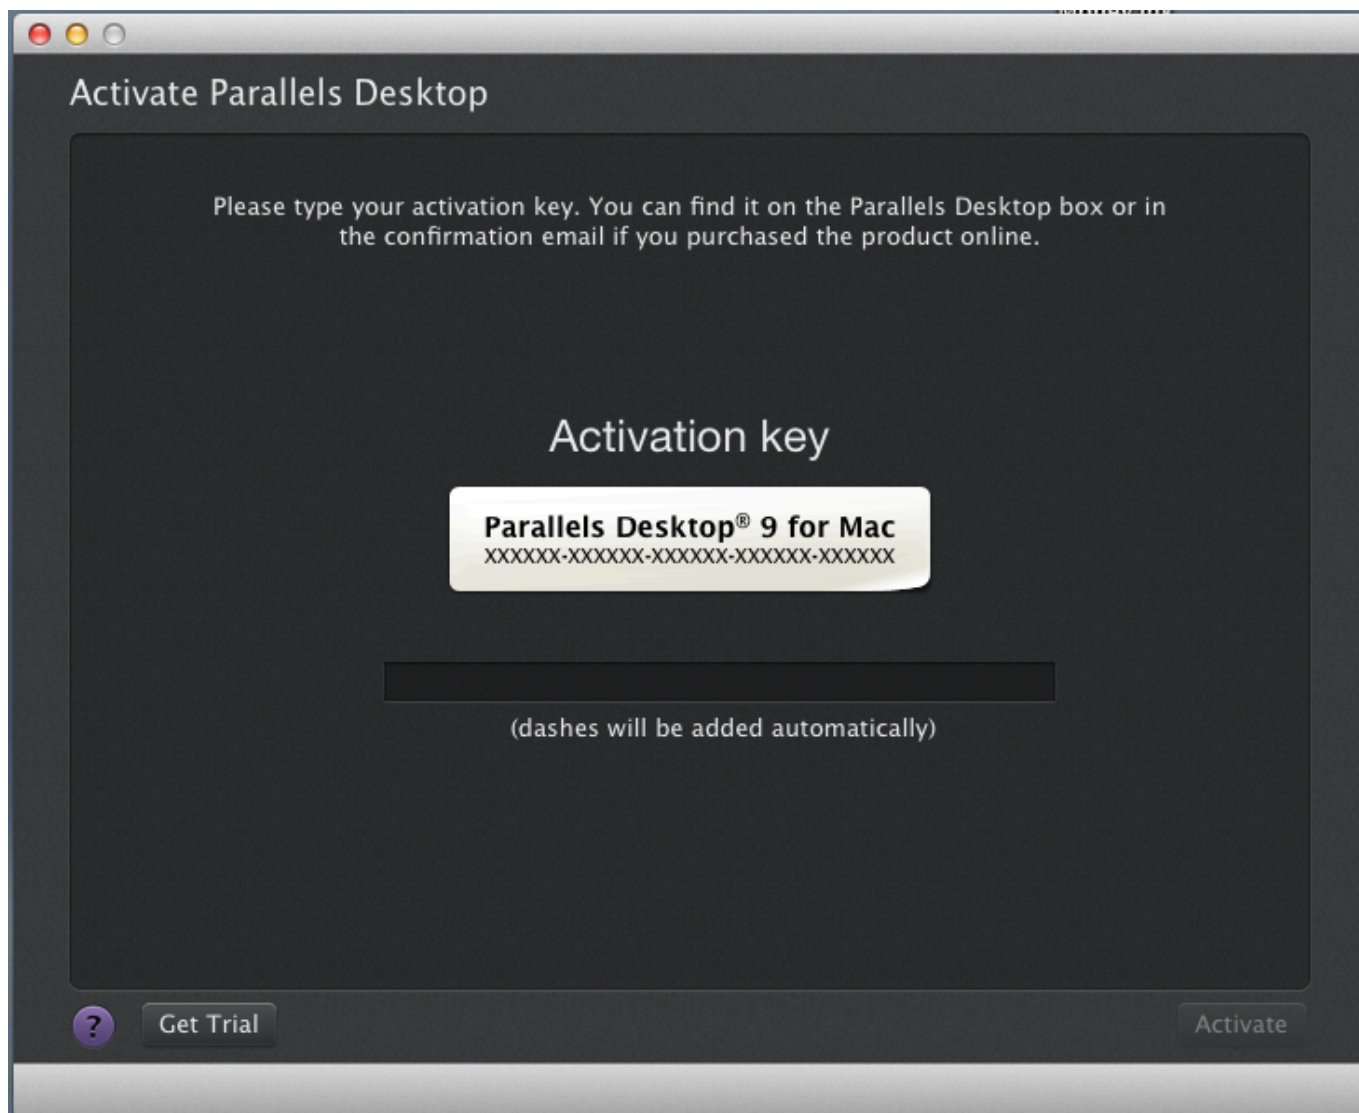 Activate Parallels Desktop
Please type your activation key. You can find it on the Parallels Desktop box or in
the confirmation email if you purchased the product online.
Activation key
Parallels Desktop® 9 for Mac
XXXXXX-XXXXXX-XXXXXX-XXXXXX-XXXXXX
(dashes will be added automatically)
?
Get Trial
Activate